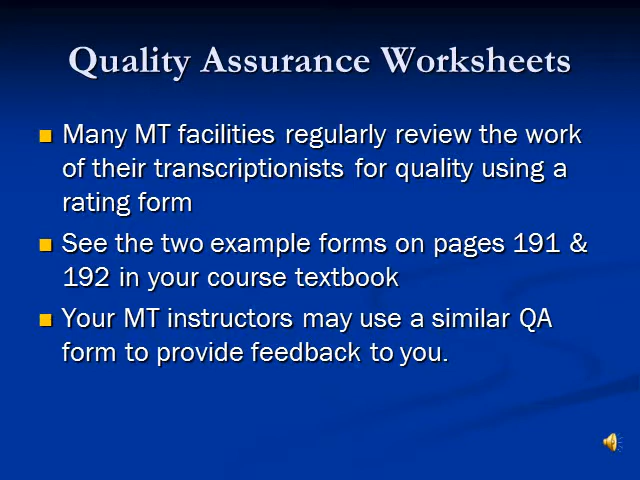 Quality Assurance Worksheets
Many MT facilities regularly review the work
of their transcriptionists for quality using a
rating form
See the two example forms on pages 191 &
192 in your course textbook
Your MT instructors may use a similar QA
form to provide feedback to you.